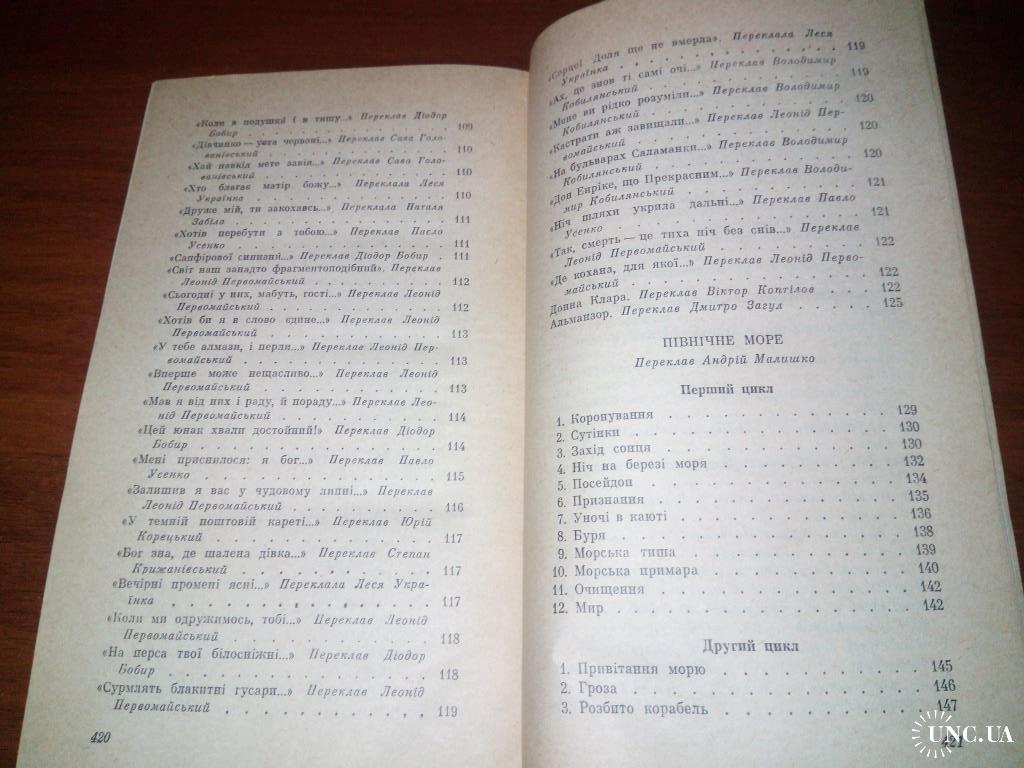 «Коли в подушки і в тишу...» Переклав Діодор
Бобир . . . . . . . . . . . . . . . 109
«Дівчинко — уста червоні...» Переклав Сава Голо-
ванівський . . . . . . . . . . . . . 110
«Хай навкіл мете завія...» Переклав Сава Голо-
ванівський . . . . . . . . . . . . . 110
«Хто благає матір божу...» Переклала Леся
Українка . . . . . . . . . . . . . 110
«Друже мій, ти закохавсь...» Переклала Наталя
Забіла . . . . . . . . . . . . . . 111
«Хотів перебути з тобою...» Переклав Павло
Усенко . . . . . . . . . . . . . . 111
«Сапфірової синизни...» Переклав Діодор Бобир . 111
«Світ наш занадто фрагментоподібний». Переклав
Леонід Первомайський . . . . . . . . 112
«Сьогодні у них, мабуть, гості...» Переклав Леонід
Первомайський . . . . . . . . . . . 112
«Хотів би я в слово єдине...» Переклав Леонід
Первомайський . . . . . . . . . . . 113
«У тебе алмази, і перли...» Переклав Леонід Пер-
вомайський . . . . . . . . . . . . 113
«Вперше може нещасливо...» Переклав Леонід
Первомайський . . . . . . . . . . . 113
«Мав я від них і раду, й пораду...» Переклав Лео-
нід Первомайський . . . . . . . . . 114
«Цей юнак хвали достойний!» Переклав Діодор
Бобир . . . . . . . . . . . . . . 114
«Мені приснилося: я бог...» Переклав Павло
Усенко . . . . . . . . . . . . . . 115
«Залишив я вас у чудовому липні...» Переклав
Леонід Первомайський . . . . . . . . 116
«У темній поштовій кареті...» Переклав Юрій
Корецький . . . . . . . . . . . . 117
«Бог зна, де шалена дівка...» Переклав Степан
Крижанівський . . . . . . . . . . . 117
«Вечірні промені ясні...» Переклала Леся Укра-
їнка . . . . . . . . . . . . . . 117
«Коли ми одружимось, тобі...» Переклав Леонід
Первомайський . . . . . . . . . . . 118
«На перса твої білосніжні...» Переклав Діодор
Бобир . . . . . . . . . . . . . . 118
«Сурмлять блакитні гусари...» Переклав Леонід
Первомайський . . . . . . . . . . . 119
420
«Серце! Доля ще не вмерла». Переклала Леся
Українка . . . . . . . . . . . . . 119
«Ах, це знов ті самі очі...» Переклав Володимир
Кобилянський . . . . . . . . . . . 119
«Мене ви рідко розуміли...» Переклав Володимир
Кобилянський . . . . . . . . . . . 120
«Кастрати аж завищали...» Переклав Леонід Пер-
вомайський . . . . . . . . . . . . 120
«На бульварах Саламанки...» Переклав Володимир
Кобилянський . . . . . . . . . . . 120
«Дон Енріке, що Прекрасним...» Переклав Володи-
мир Кобилянський . . . . . . . . . 121
«Ніч шляхи укрила дальні...» Переклав Павло
Усенко . . . . . . . . . . . . . . 121
«Так, смерть — це тиха ніч без снів...» Переклав
Леонід Первомайський . . . . . . . . 122
«Де кохана, для якої...» Переклав Леонід Перво-
майський . . . . . . . . . . . . . 122
Донна Клара. Переклав Віктор Коптілов . . . 122
Альманзор. Переклав Дмитро Загул . . . . 125
ПІВНІЧНЕ МОРЕ
Переклав Андрій Малишко
Перший цикл
1. Коронування . . . . . . . . . . . 129
2. Сутінки . . . . . . . . . . . . . 130
3. Захід сонця . . . . . . . . . . . 130
4. Ніч на березі моря . . . . . . . . 132
5. Посейдон . . . . . . . . . . . . 134
6. Признання . . . . . . . . . . . . 135
7. Уночі в каюті . . . . . . . . . . 136
8. Буря . . . . . . . . . . . . . . 138
9. Морська тиша . . . . . . . . . . 139
10. Морська примара . . . . . . . . . 140
11. Очищення . . . . . . . . . . . . 142
12. Мир . . . . . . . . . . . . . . 142
Другий цикл
1. Привітання морю . . . . . . . . . 145
2. Гроза . . . . . . . . . . . . . . 146
3. Розбито корабель . . . . . . . . . 147
421
UNC.UA